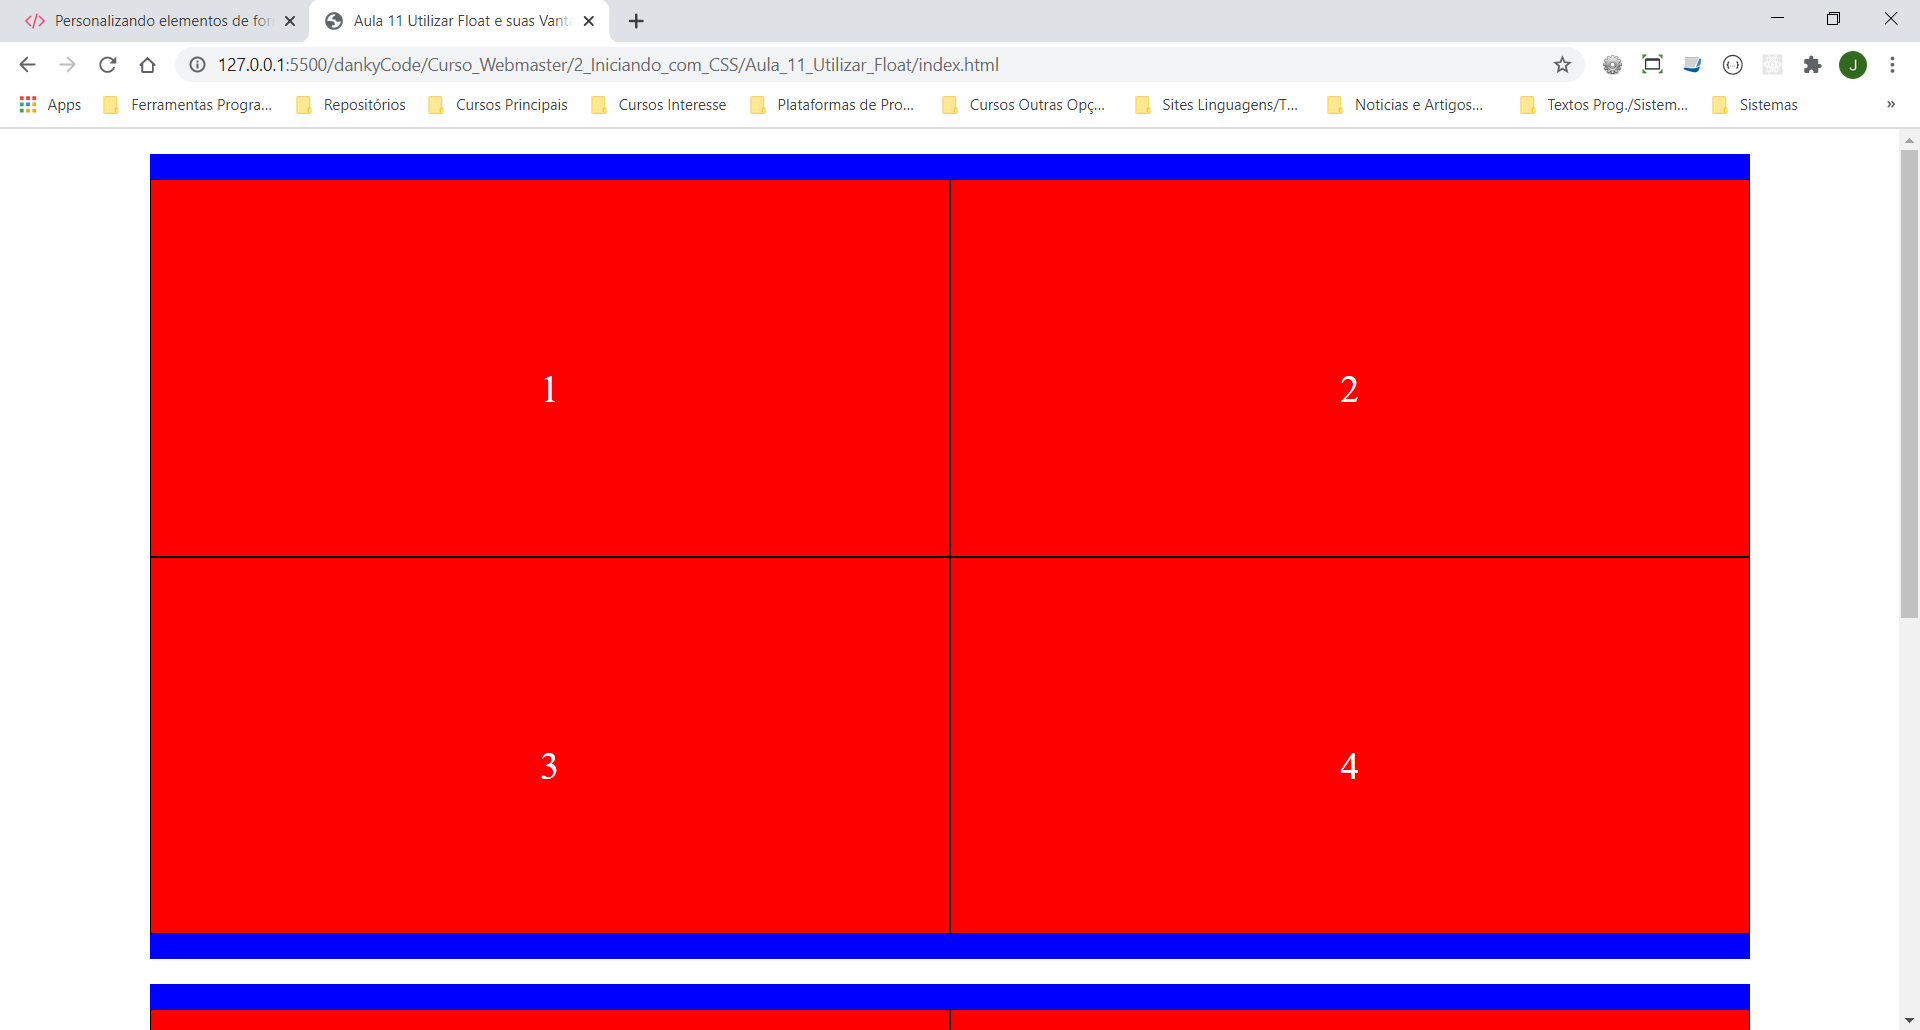 Personalizando elementos de for
Aula 11 Utilizar Float e suas Vant
127.0.0.1:5500/dankyCode/Curso_Webmaster/2_Iniciando_com_CSS/Aula_11_Utilizar_Float/index.html
J
Apps
Ferramentas Progra...
Repositórios
Cursos Principais
Cursos Interesse
Plataformas de Pro...
Cursos Outras Opç...
Sites Linguagens/T...
Noticias e Artigos...
Textos Prog./Sistem...
Sistemas
»
1
2
3
4